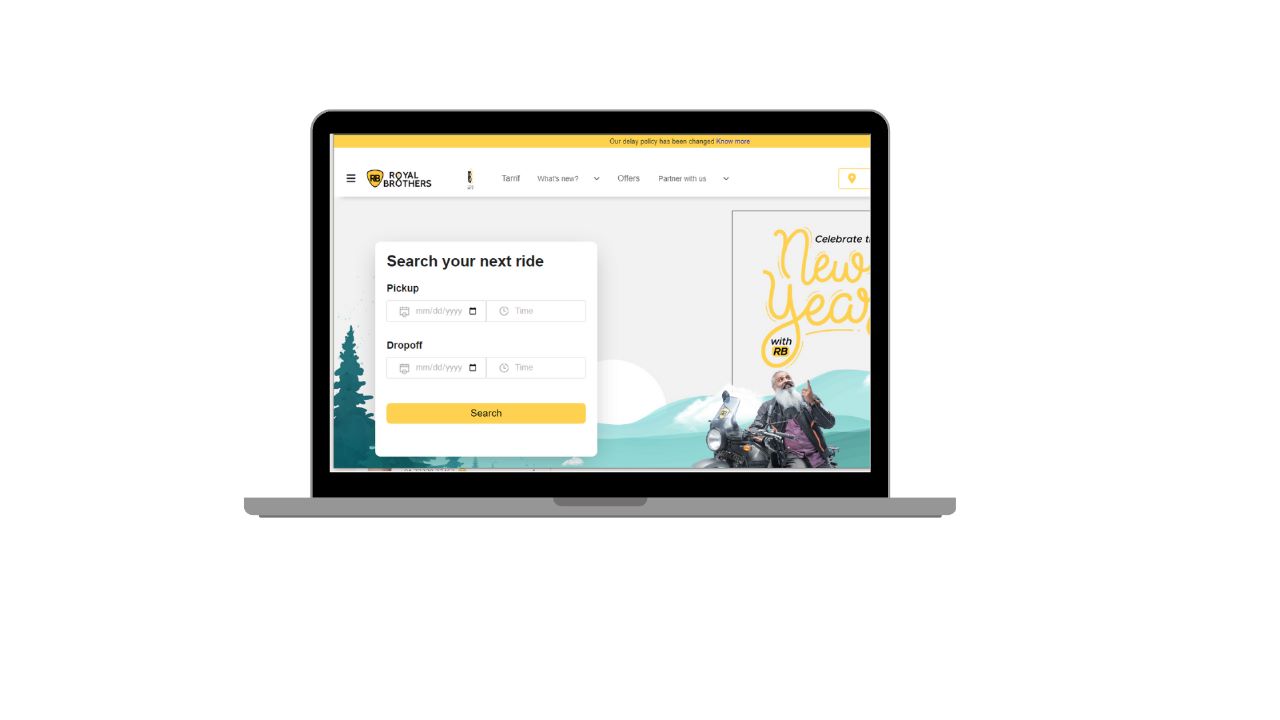 Our delay policy has been changed Know more
RB ROYAL BROTHERS
Tarrif What's new? Offers Partner with us
Celebrate
New
Year
with
RB
Search your next ride
Pickup
mm/dd/yyyy Time
Dropoff
mm/dd/yyyy Time
Search